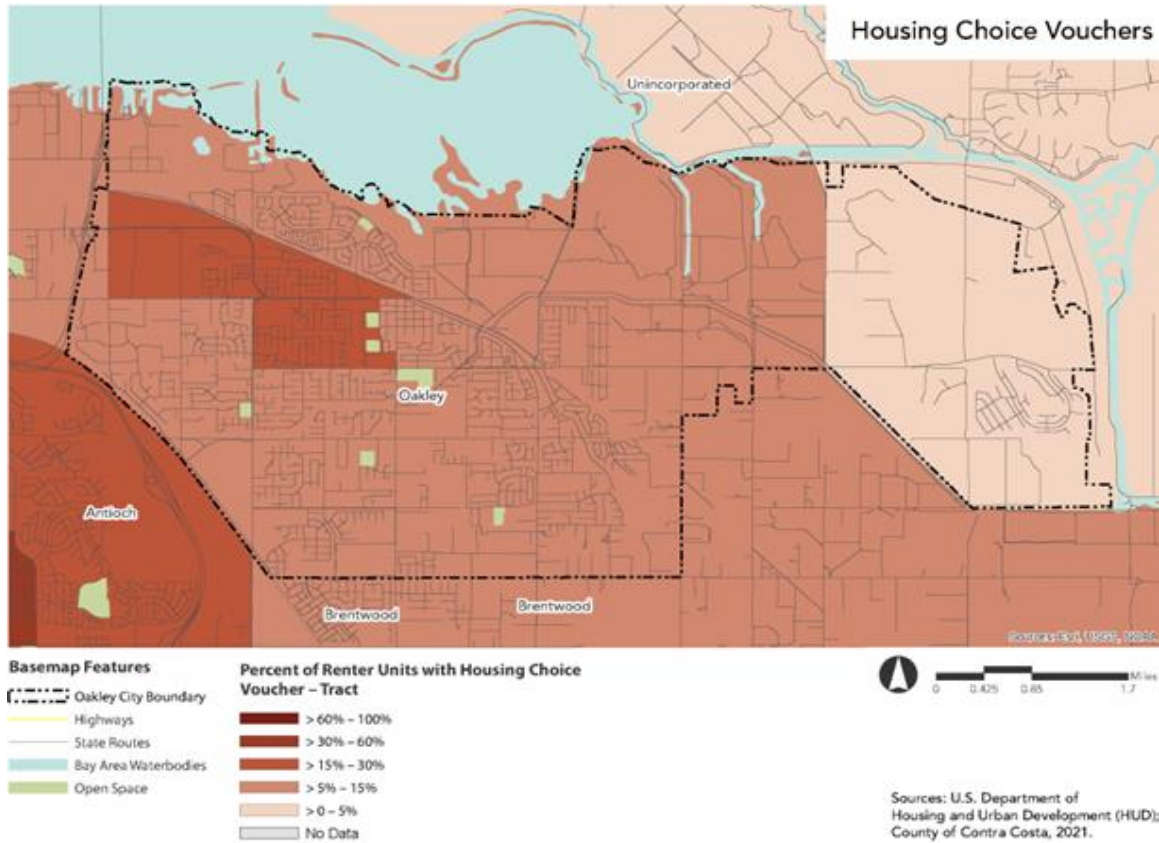 Housing Choice Vouchers
Unincorporated
Oakley
Antioch
Brentwood
Brentwood
Sources: Esri, USGS, NOAA
Basemap Features
Oakley City Boundary
Highways
State Routes
Bay Area Waterbodies
Open Space
Percent of Renter Units with Housing Choice
Voucher – Tract
> 60% – 100%
> 30% – 60%
> 15% – 30%
> 5% – 15%
> 0 – 5%
No Data
Miles
0 0.425 0.85 1.7
Sources: U.S. Department of
Housing and Urban Development (HUD);
County of Contra Costa, 2021.